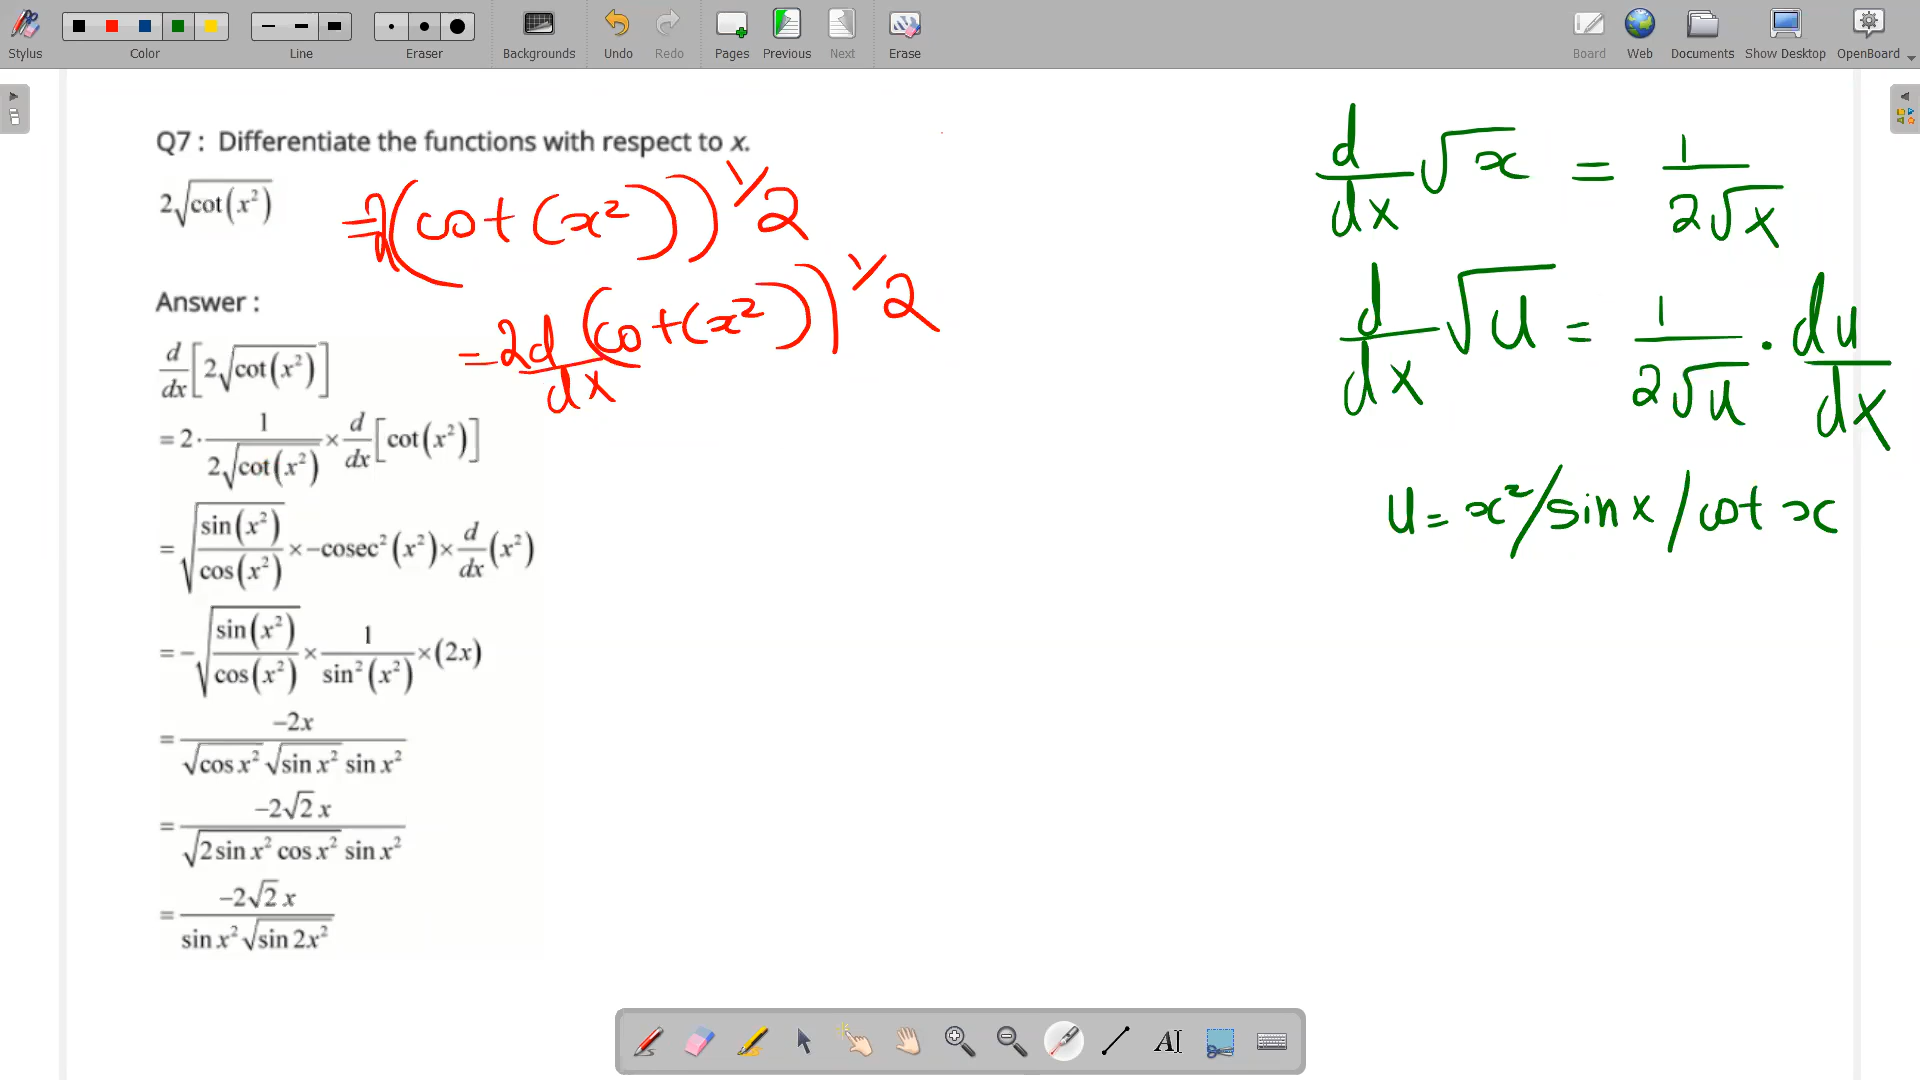 Stylus Color Line Eraser Backgrounds Undo Redo Pages Previous Next Erase Board Web Documents Show Desktop OpenBoard
Q7 : Differentiate the functions with respect to x.
2√(cot(x²))
=2(cot(x²))^1/2
=2 d/dx (cot(x²))^1/2
Answer :
d/dx [2√(cot(x²))]
= 2 · 1/(2√(cot(x²))) × d/dx [cot(x²)]
= √(sin(x²)/cos(x²)) × −cosec²(x²) × d/dx (x²)
= −√(sin(x²)/cos(x²)) × 1/sin²(x²) × (2x)
= −2x/(√cos x² √sin x² sin x²)
= −2√2 x/(√(2 sin x² cos x²) sin x²)
= −2√2 x/(sin x² √(sin 2x²))
d/dx √x = 1/(2√x)
d/dx √u = 1/(2√u) · du/dx
u = x²/sin x/cot x
AI